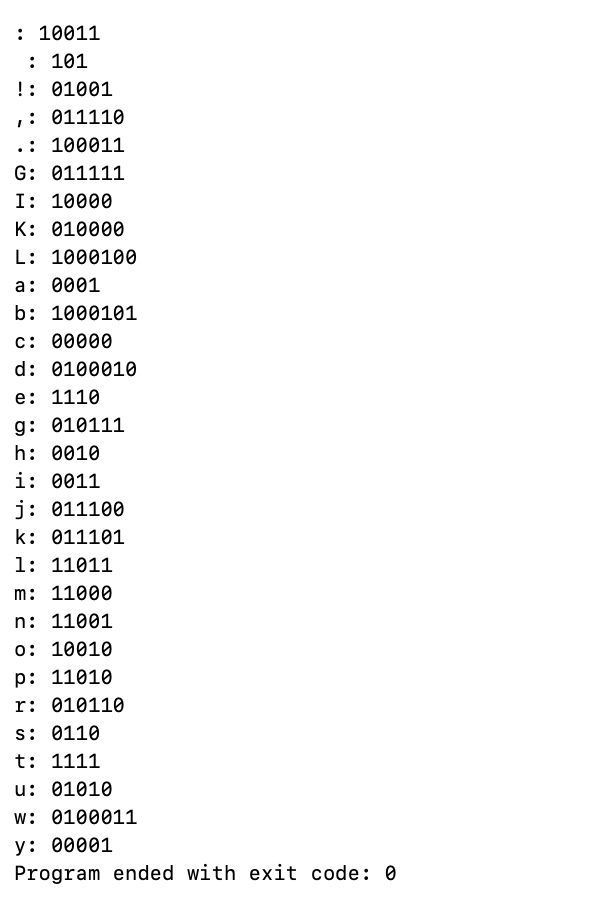 : 10011
 : 101
!: 01001
,: 011110
.: 100011
G: 011111
I: 10000
K: 010000
L: 1000100
a: 0001
b: 1000101
c: 00000
d: 0100010
e: 1110
g: 010111
h: 0010
i: 0011
j: 011100
k: 011101
l: 11011
m: 11000
n: 11001
o: 10010
p: 11010
r: 010110
s: 0110
t: 1111
u: 01010
w: 0100011
y: 00001
Program ended with exit code: 0